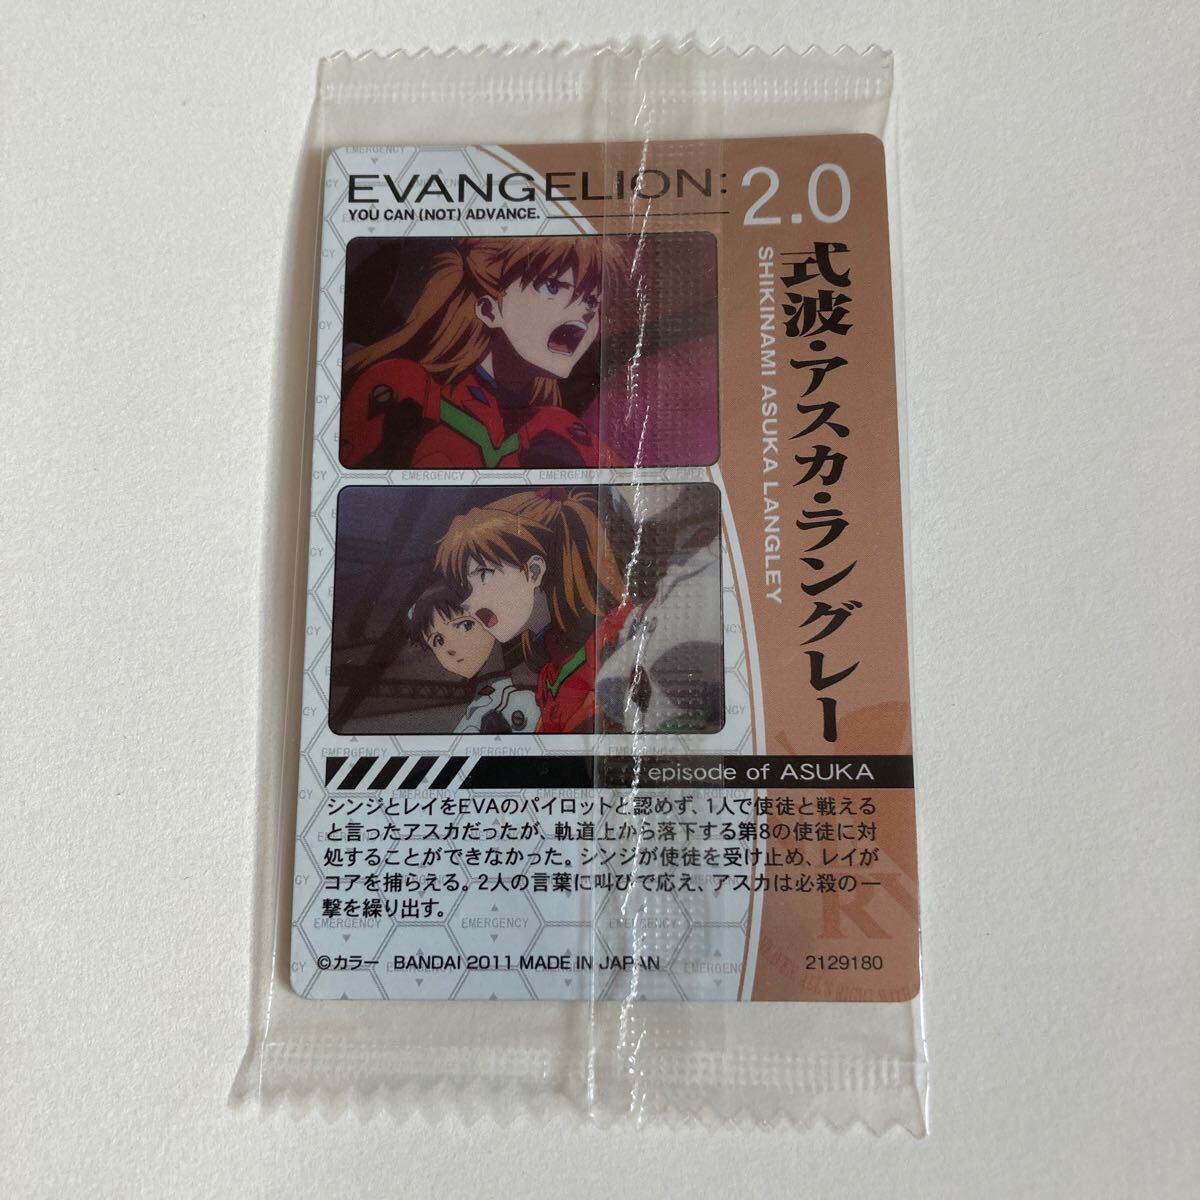 EVANGELION: 2.0
YOU CAN (NOT) ADVANCE.
式波・アスカ・ラングレー
SHIKINAMI ASUKA LANGLEY
episode of ASUKA
シンジとレイをEVAのパイロットと認めず、1人で使徒と戦える
と言ったアスカだったが、軌道上から落下する第8の使徒に対
処することができなかった。シンジが使徒を受け止め、レイが
コアを捕らえる。2人の言葉に叫びで応え、アスカは必殺の一
撃を繰り出す。
EMERGENCY
EMERGENCY
EMERGENCY
EMERGENCY
EMERGENCY
EMERGENCY
EMERGENCY
©カラー BANDAI 2011 MADE IN JAPAN
2129180